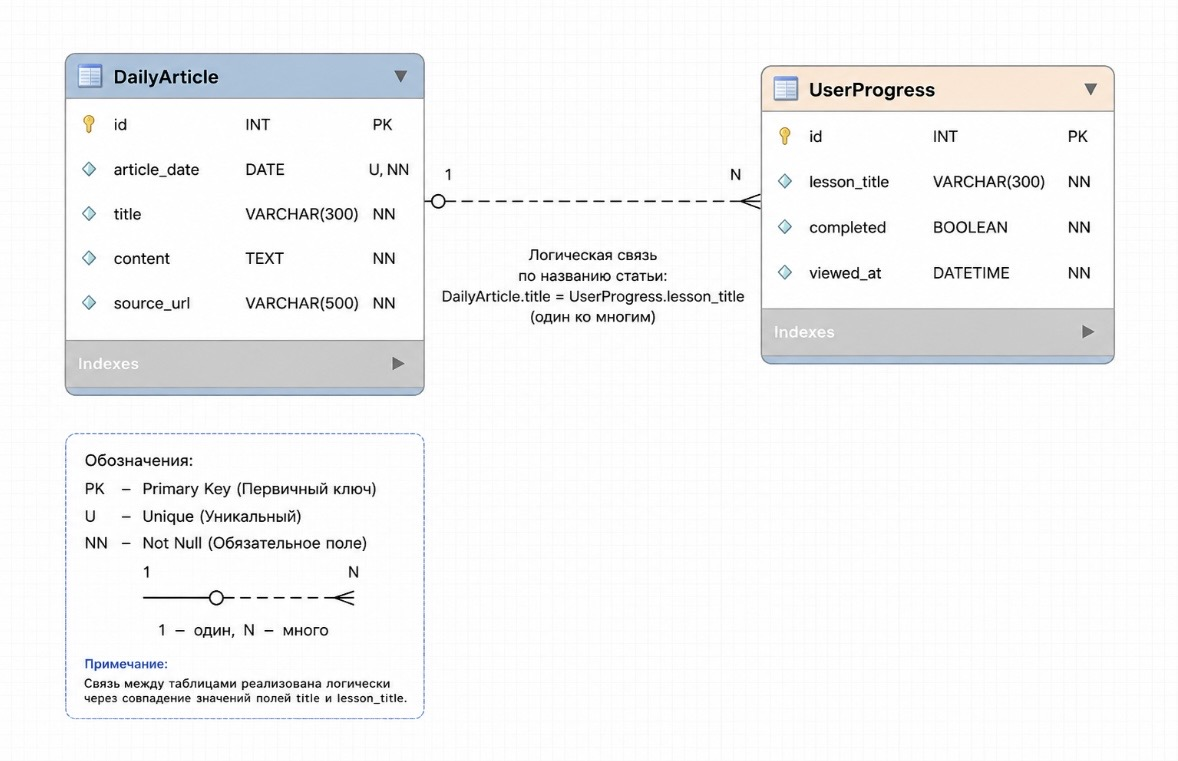 DailyArticle
id INT PK
article_date DATE U, NN
title VARCHAR(300) NN
content TEXT NN
source_url VARCHAR(500) NN
Indexes
1 N
Логическая связь
по названию статьи:
DailyArticle.title = UserProgress.lesson_title
(один ко многим)
UserProgress
id INT PK
lesson_title VARCHAR(300) NN
completed BOOLEAN NN
viewed_at DATETIME NN
Indexes
Обозначения:
PK – Primary Key (Первичный ключ)
U – Unique (Уникальный)
NN – Not Null (Обязательное поле)
1 N
1 – один, N – много
Примечание:
Связь между таблицами реализована логически
через совпадение значений полей title и lesson_title.